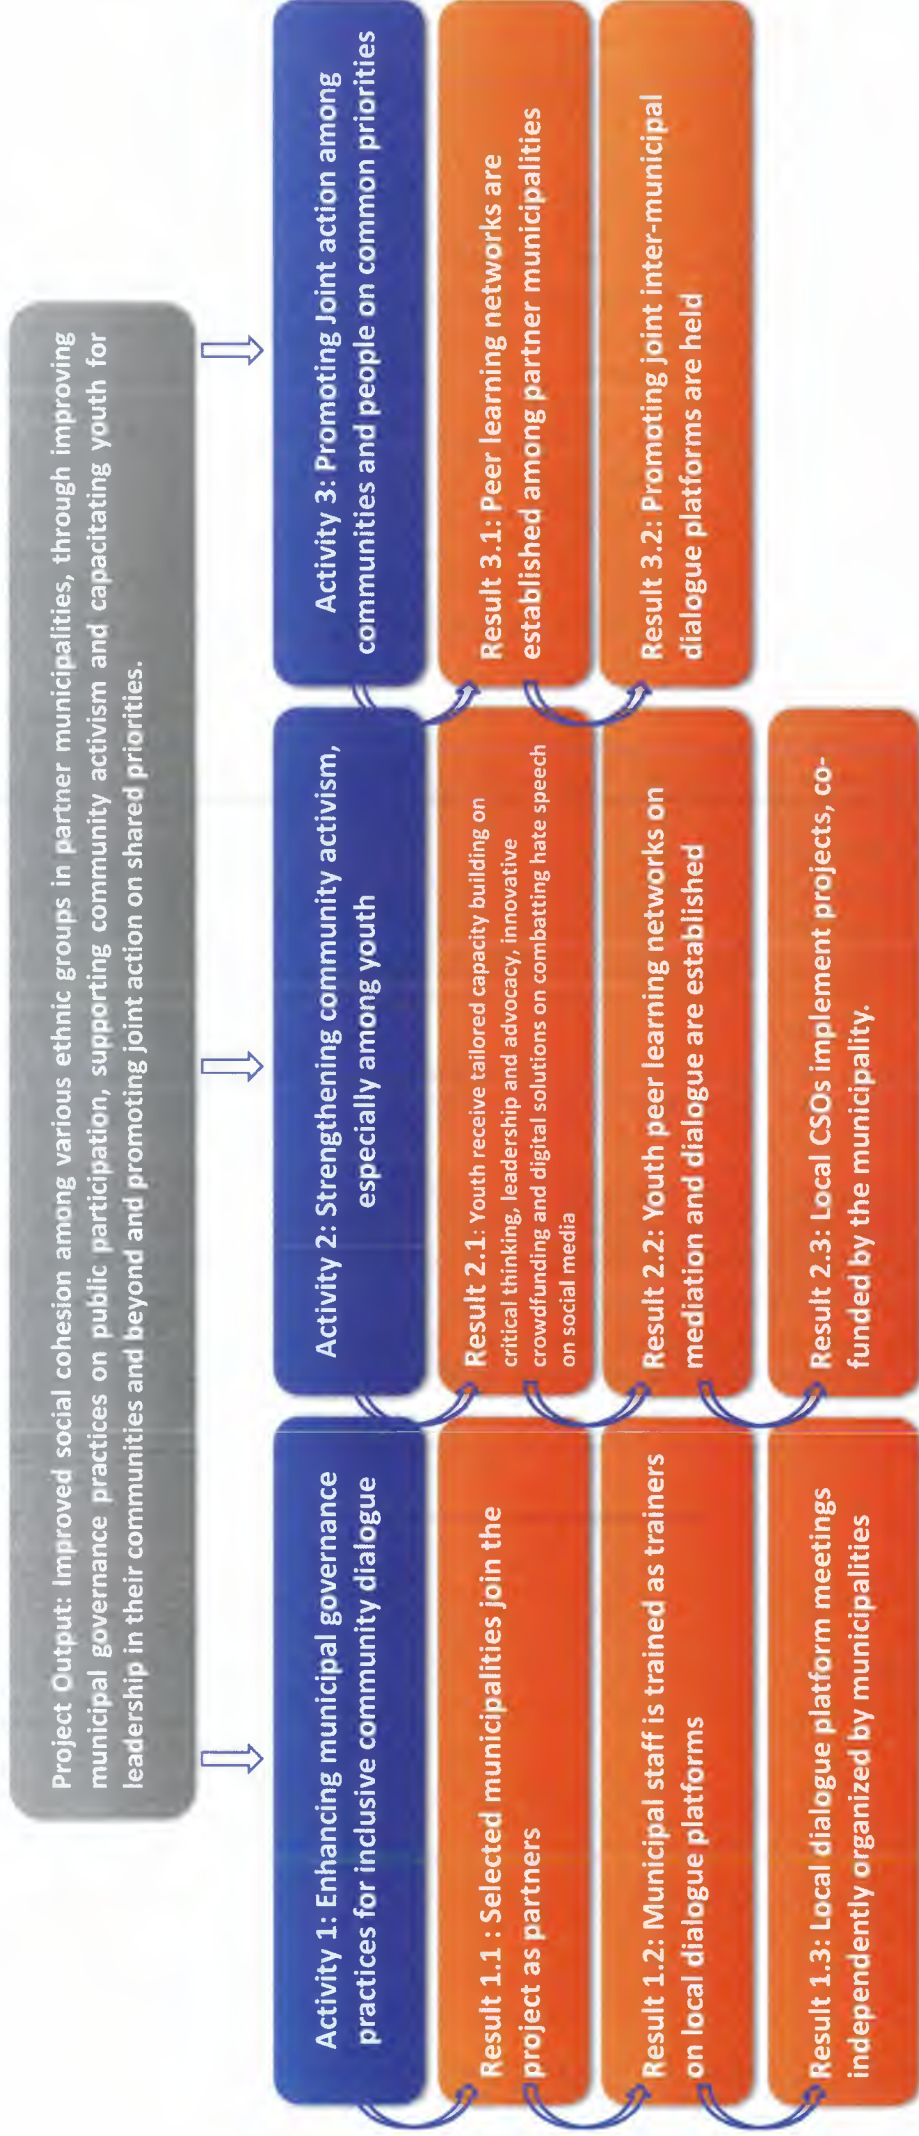 Project Output: Improved social cohesion among various ethnic groups in partner municipalities, through improving
municipal governance practices on public participation, supporting community activism and capacitating youth for
leadership in their communities and beyond and promoting joint action on shared priorities.
Activity 1: Enhancing municipal governance
practices for inclusive community dialogue
Result 1.1 : Selected municipalities join the
project as partners
Result 1.2: Municipal staff is trained as trainers
on local dialogue platforms
Result 1.3: Local dialogue platform meetings
independently organized by municipalities
Activity 2: Strengthening community activism,
especially among youth
Result 2.1: Youth receive tailored capacity building on
critical thinking, leadership and advocacy, innovative
crowdfunding and digital solutions on combatting hate speech
on social media
Result 2.2: Youth peer learning networks on
mediation and dialogue are established
Result 2.3: Local CSOs implement projects, co-
funded by the municipality.
Activity 3: Promoting Joint action among
communities and people on common priorities
Result 3.1: Peer learning networks are
established among partner municipalities
Result 3.2: Promoting joint inter-municipal
dialogue platforms are held